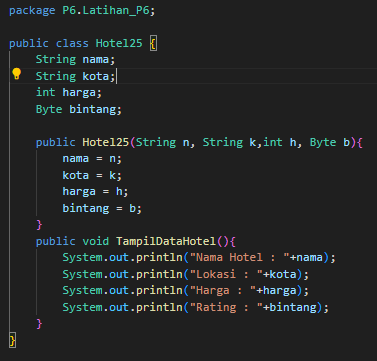 package P6.Latihan_P6;
public class Hotel25 {
    String nama;
    String kota;
    int harga;
    Byte bintang;
    public Hotel25(String n, String k,int h, Byte b){
        nama = n;
        kota = k;
        harga = h;
        bintang = b;
    }
    public void TampilDataHotel(){
        System.out.println("Nama Hotel : "+nama);
        System.out.println("Lokasi : "+kota);
        System.out.println("Harga : "+harga);
        System.out.println("Rating : "+bintang);
    }
}